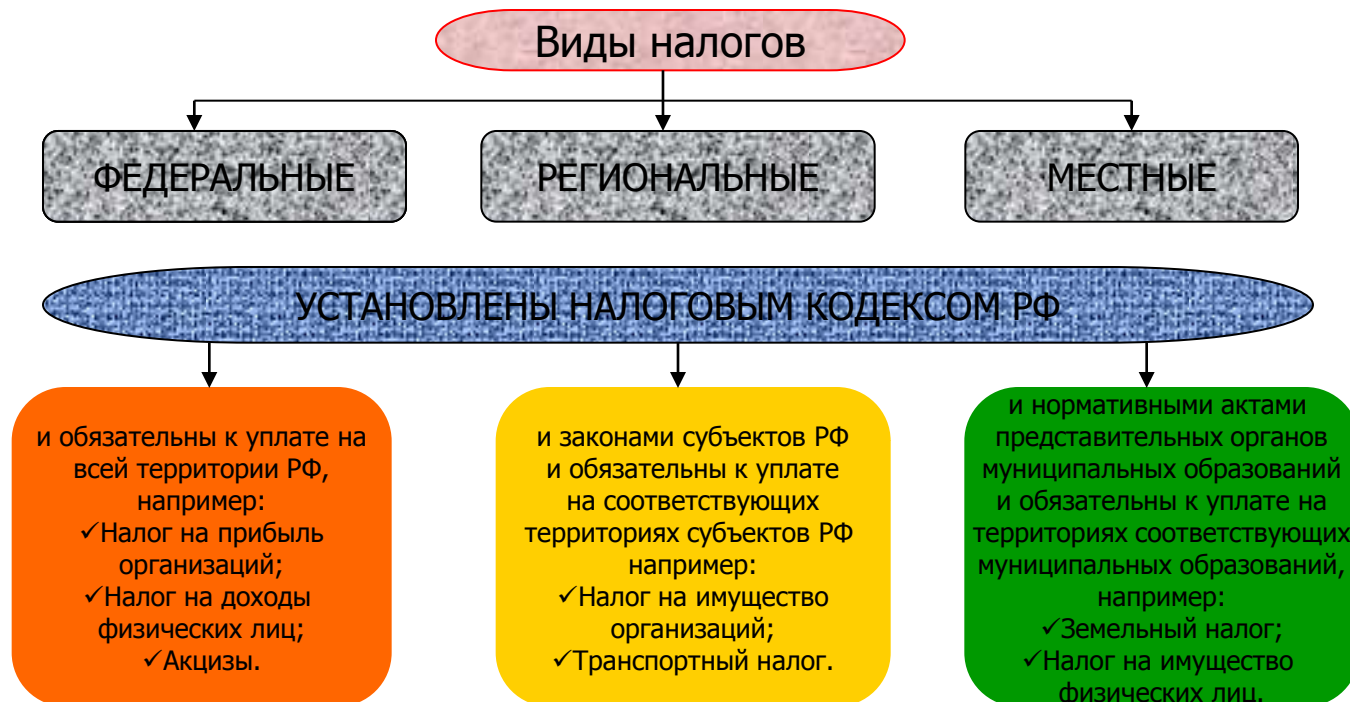 Виды налогов
ФЕДЕРАЛЬНЫЕ
РЕГИОНАЛЬНЫЕ
МЕСТНЫЕ
УСТАНОВЛЕНЫ НАЛОГОВЫМ КОДЕКСОМ РФ
и обязательны к уплате на
всей территории РФ,
например:
✓Налог на прибыль
организаций;
✓Налог на доходы
физических лиц;
✓Акцизы.
и законами субъектов РФ
и обязательны к уплате
на соответствующих
территориях субъектов РФ
например:
✓Налог на имущество
организаций;
✓Транспортный налог.
и нормативными актами
представительных органов
муниципальных образований
и обязательны к уплате на
территориях соответствующих
муниципальных образований,
например:
✓Земельный налог;
✓Налог на имущество
физических лиц.